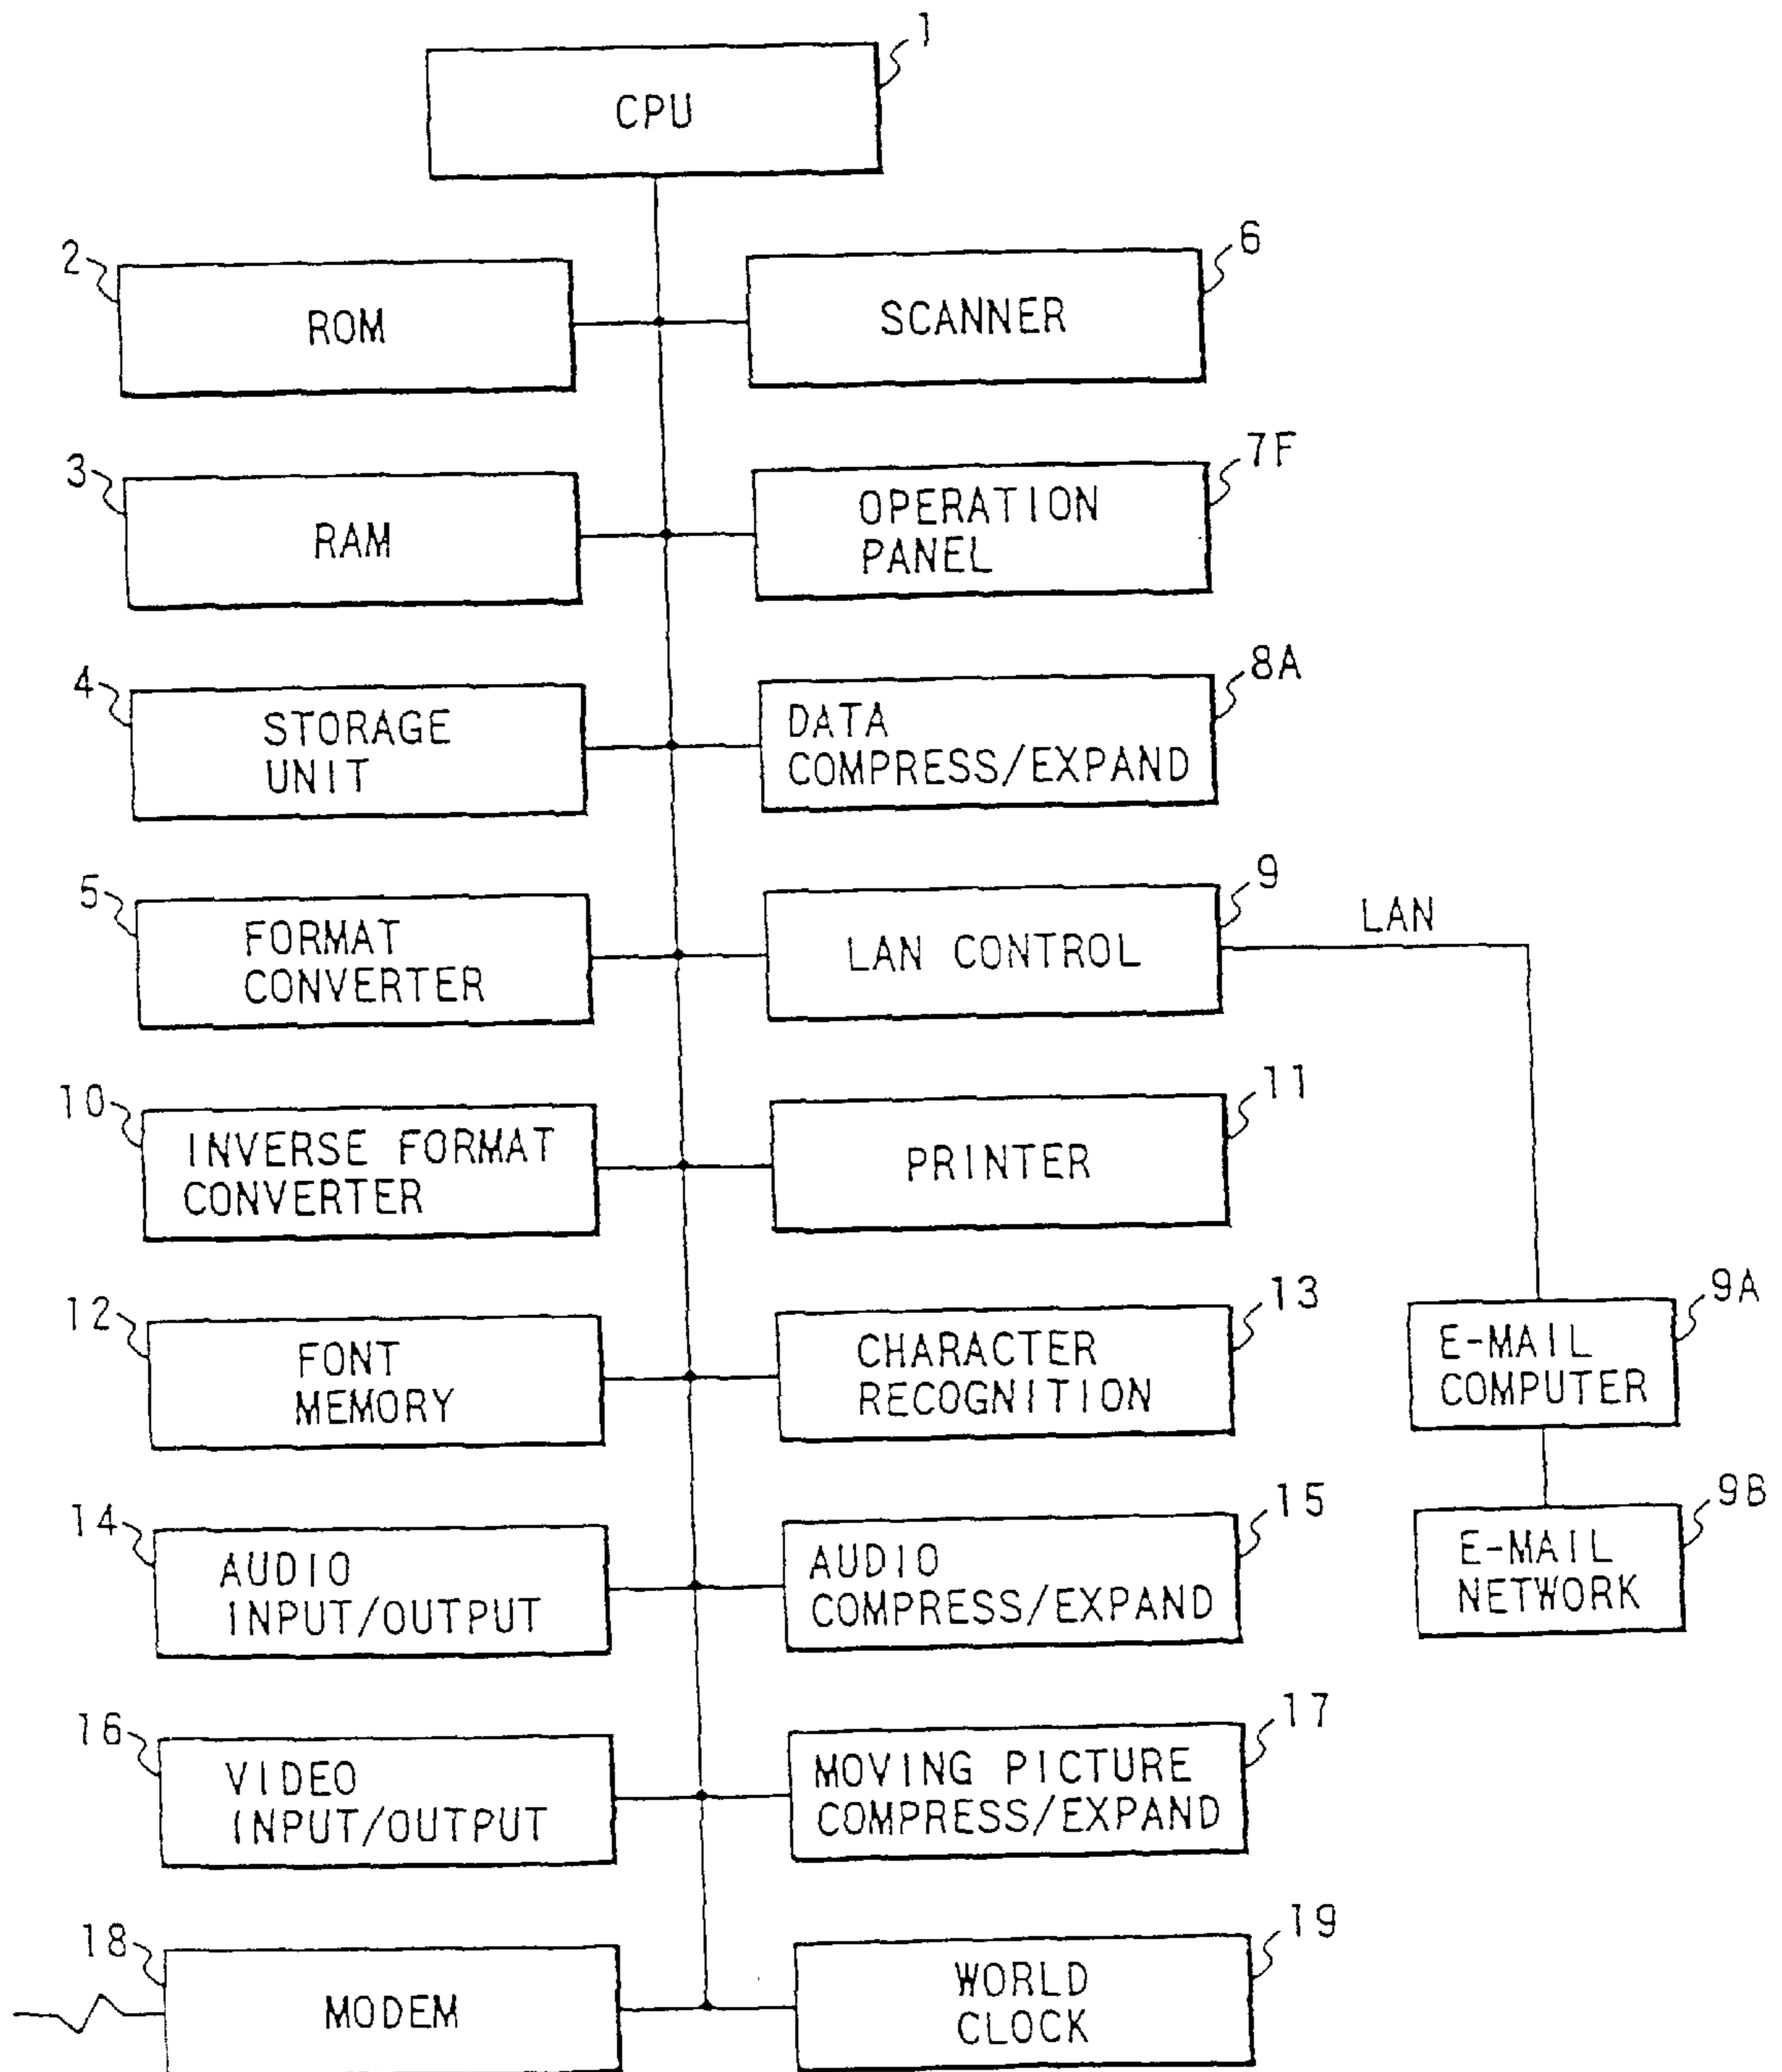 1
CPU
2
ROM
6
SCANNER
3
RAM
7F
OPERATION
PANEL
4
STORAGE
UNIT
8A
DATA
COMPRESS/EXPAND
5
FORMAT
CONVERTER
9
LAN CONTROL
LAN
10
INVERSE FORMAT
CONVERTER
11
PRINTER
12
FONT
MEMORY
13
CHARACTER
RECOGNITION
9A
E-MAIL
COMPUTER
14
AUDIO
INPUT/OUTPUT
15
AUDIO
COMPRESS/EXPAND
9B
E-MAIL
NETWORK
16
VIDEO
INPUT/OUTPUT
17
MOVING PICTURE
COMPRESS/EXPAND
18
MODEM
19
WORLD
CLOCK